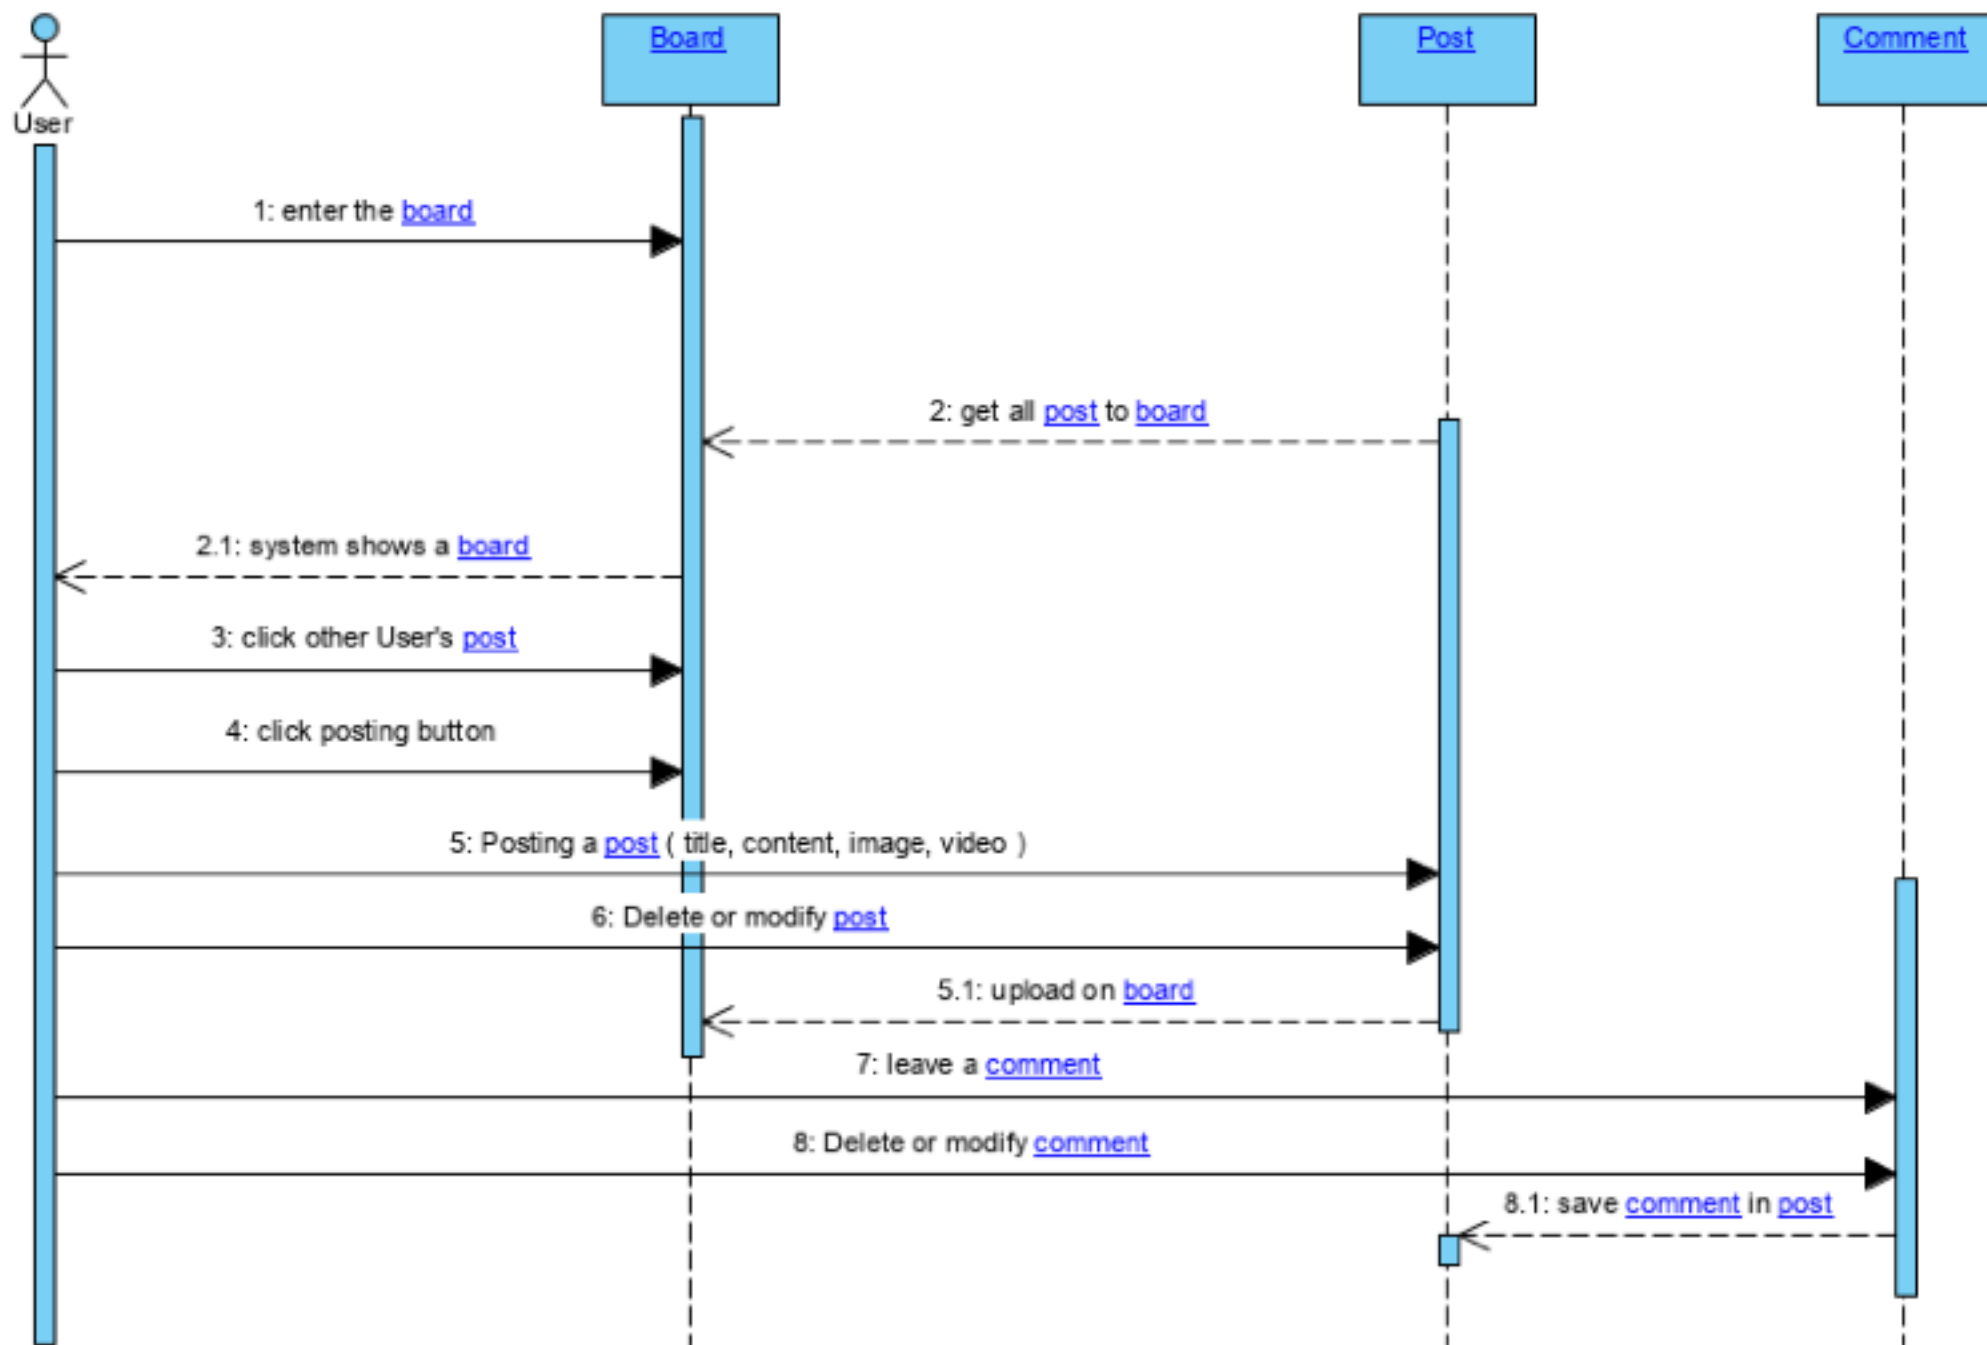 Board
Post
Comment
User
1: enter the board
2: get all post to board
2.1: system shows a board
3: click other User's post
4: click posting button
5: Posting a post ( title, content, image, video )
6: Delete or modify post
5.1: upload on board
7: leave a comment
8: Delete or modify comment
8.1: save comment in post